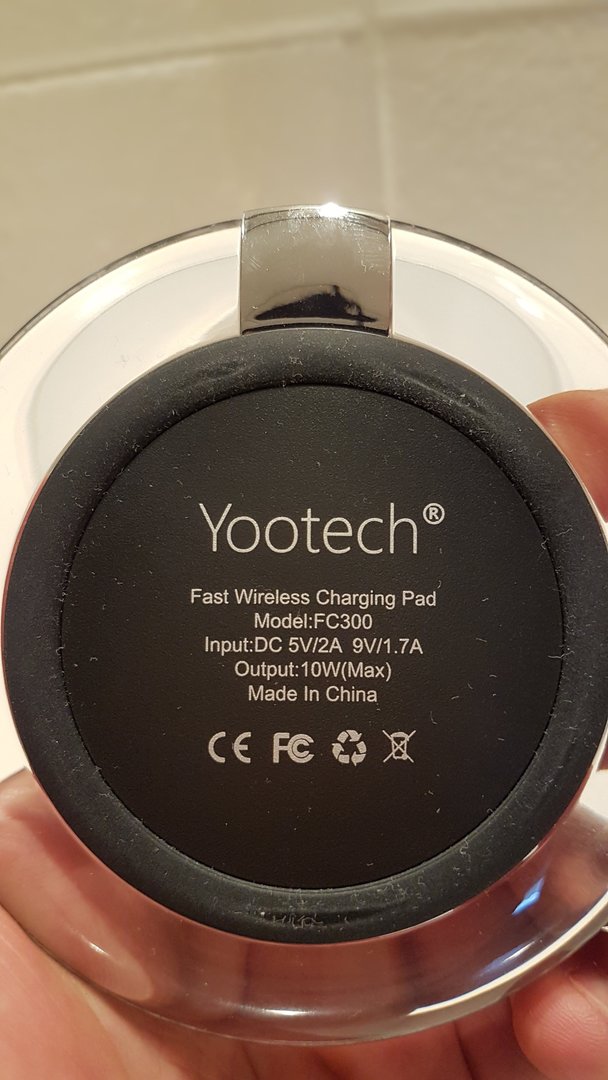 Yootech®
Fast Wireless Charging Pad
Model:FC300
Input:DC 5V/2A 9V/1.7A
Output:10W(Max)
Made In China
CE FC